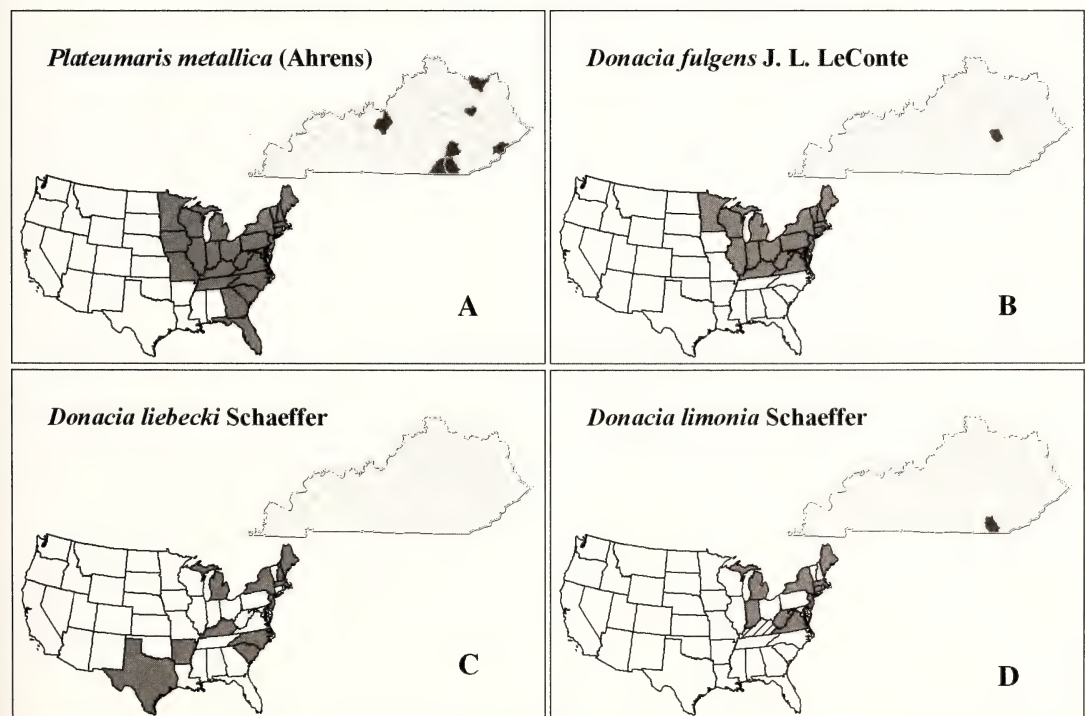 Plateumaris metallica (Ahrens)
A
Donacia fulgens J. L. LeConte
B
Donacia liebecki Schaeffer
C
Donacia limonia Schaeffer
D